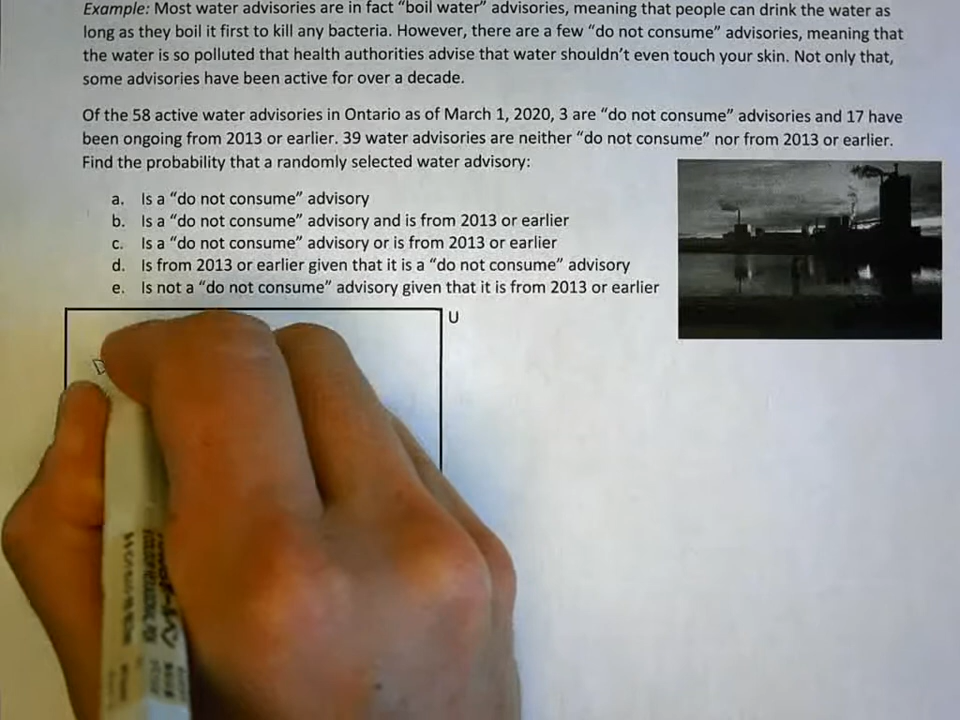 Example: Most water advisories are in fact “boil water” advisories, meaning that people can drink the water as
long as they boil it first to kill any bacteria. However, there are a few “do not consume” advisories, meaning that
the water is so polluted that health authorities advise that water shouldn’t even touch your skin. Not only that,
some advisories have been active for over a decade.
Of the 58 active water advisories in Ontario as of March 1, 2020, 3 are “do not consume” advisories and 17 have
been ongoing from 2013 or earlier. 39 water advisories are neither “do not consume” nor from 2013 or earlier.
Find the probability that a randomly selected water advisory:
a. Is a “do not consume” advisory
b. Is a “do not consume” advisory and is from 2013 or earlier
c. Is a “do not consume” advisory or is from 2013 or earlier
d. Is from 2013 or earlier given that it is a “do not consume” advisory
e. Is not a “do not consume” advisory given that it is from 2013 or earlier
U
D